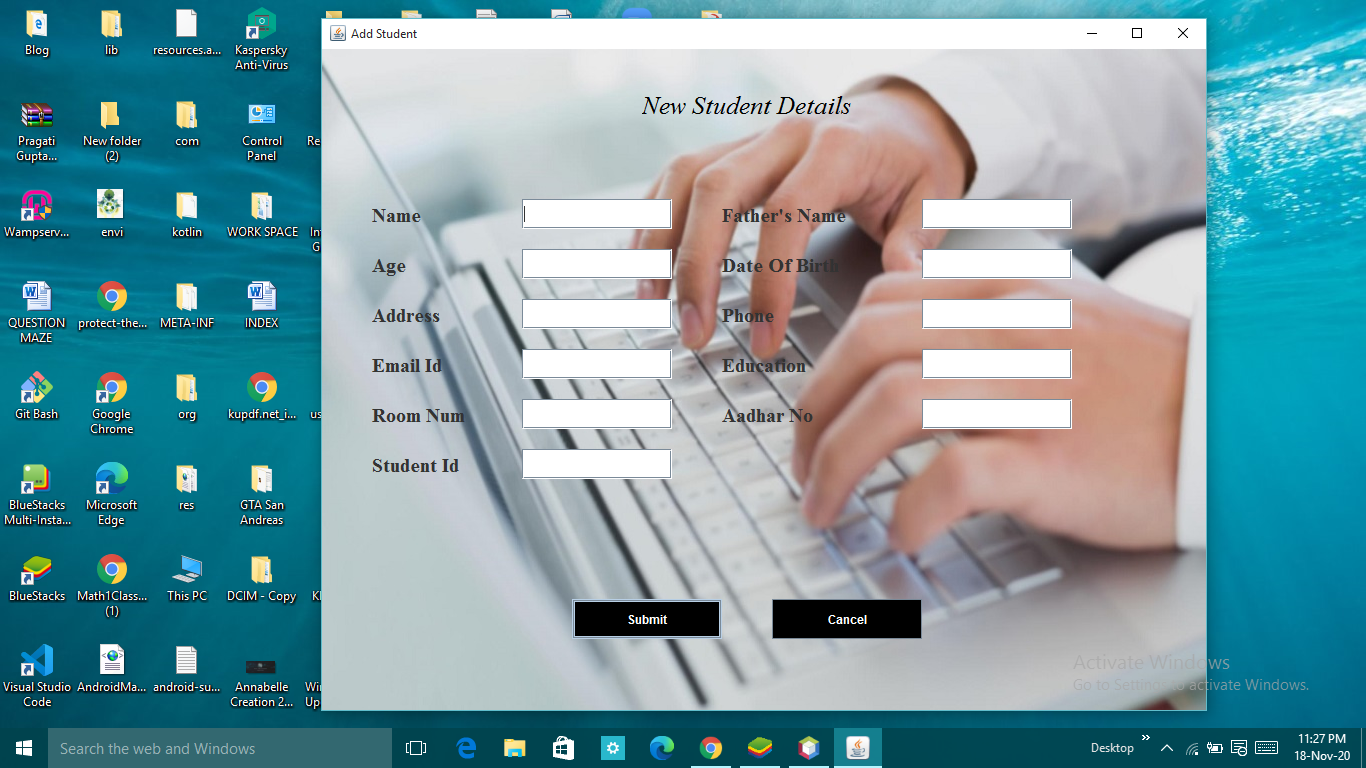 Add Student
New Student Details
Name
Father's Name
Age
Date Of Birth
Address
Phone
Email Id
Education
Room Num
Aadhar No
Student Id
Submit
Cancel
Blog
lib
resources.a...
Kaspersky
Anti-Virus
Pragati
Gupta...
New folder
(2)
com
Control
Panel
Re
Wampserv...
envi
kotlin
WORK SPACE
Int
G
QUESTION
MAZE
protect-the...
META-INF
INDEX
Git Bash
Google
Chrome
org
kupdf.net_i...
us
BlueStacks
Multi-Insta...
Microsoft
Edge
res
GTA San
Andreas
BlueStacks
Math1Class...
(1)
This PC
DCIM - Copy
Visual Studio
Code
AndroidMa...
android-su...
Annabelle
Creation 2...
Win
Up
Activate Windows
Go to Settings to activate Windows.
Search the web and Windows
Desktop
11:27 PM
18-Nov-20